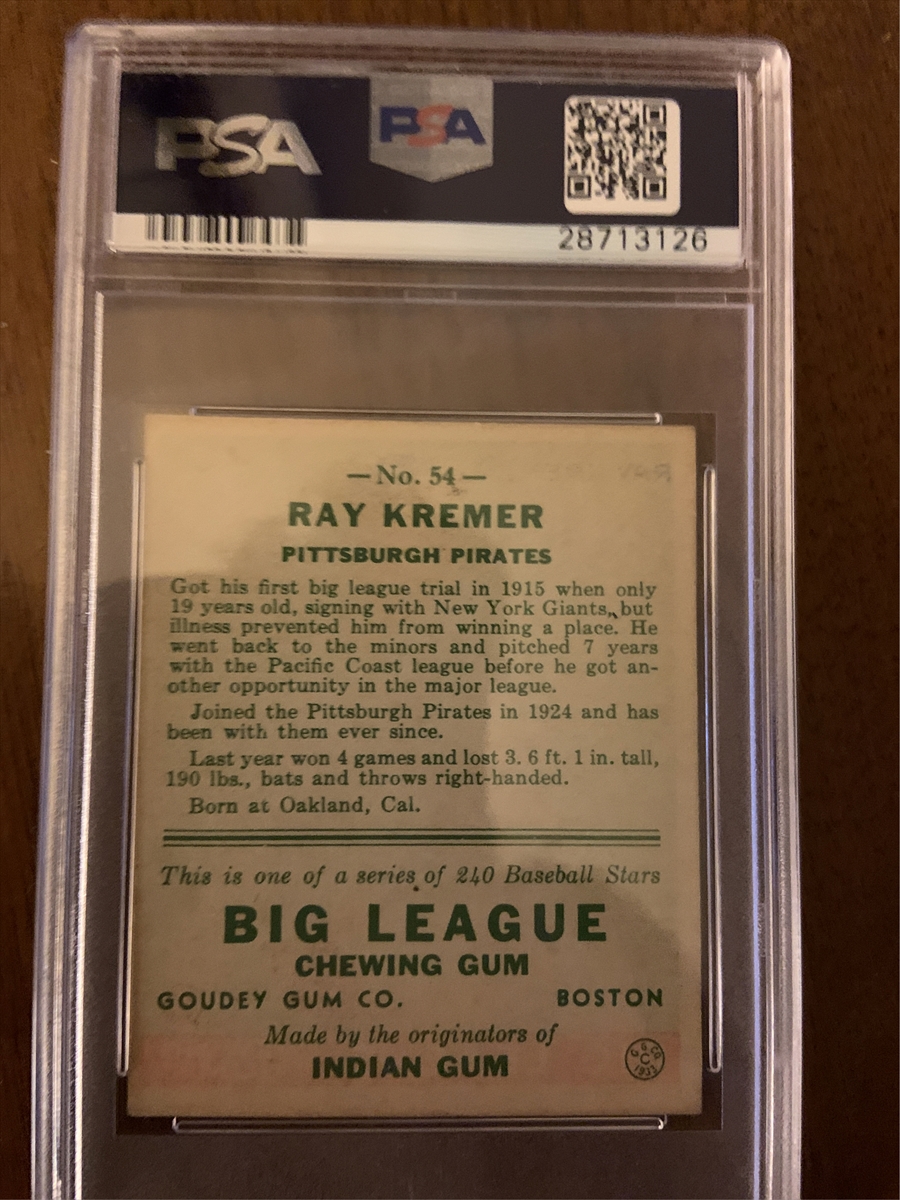 PSA PSA
28713126
—No. 54—
RAY KREMER
PITTSBURGH PIRATES
Got his first big league trial in 1915 when only
19 years old, signing with New York Giants, but
illness prevented him from winning a place. He
went back to the minors and pitched 7 years
with the Pacific Coast league before he got an-
other opportunity in the major league.
Joined the Pittsburgh Pirates in 1924 and has
been with them ever since.
Last year won 4 games and lost 3. 6 ft. 1 in. tall,
190 lbs., bats and throws right-handed.
Born at Oakland, Cal.
This is one of a series of 240 Baseball Stars
BIG LEAGUE
CHEWING GUM
GOUDEY GUM CO. BOSTON
Made by the originators of
INDIAN GUM
G. G. CO
C
1933